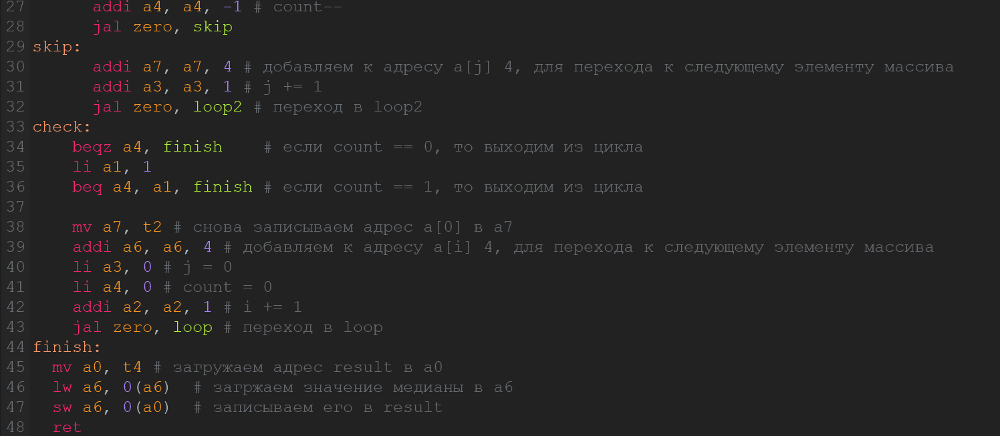 27 addi a4, a4, -1 # count--
28 jal zero, skip
29 skip:
30 addi a7, a7, 4 # добавляем к адресу a[j] 4, для перехода к следующему элементу массива
31 addi a3, a3, 1 # j += 1
32 jal zero, loop2 # переход в loop2
33 check:
34 beqz a4, finish # если count == 0, то выходим из цикла
35 li a1, 1
36 beq a4, a1, finish # если count == 1, то выходим из цикла
37
38 mv a7, t2 # снова записываем адрес a[0] в a7
39 addi a6, a6, 4 # добавляем к адресу a[i] 4, для перехода к следующему элементу массива
40 li a3, 0 # j = 0
41 li a4, 0 # count = 0
42 addi a2, a2, 1 # i += 1
43 jal zero, loop # переход в loop
44 finish:
45 mv a0, t4 # загружаем адрес result в a0
46 lw a6, 0(a6) # загржаем значение медианы в a6
47 sw a6, 0(a0) # записываем его в result
48 ret